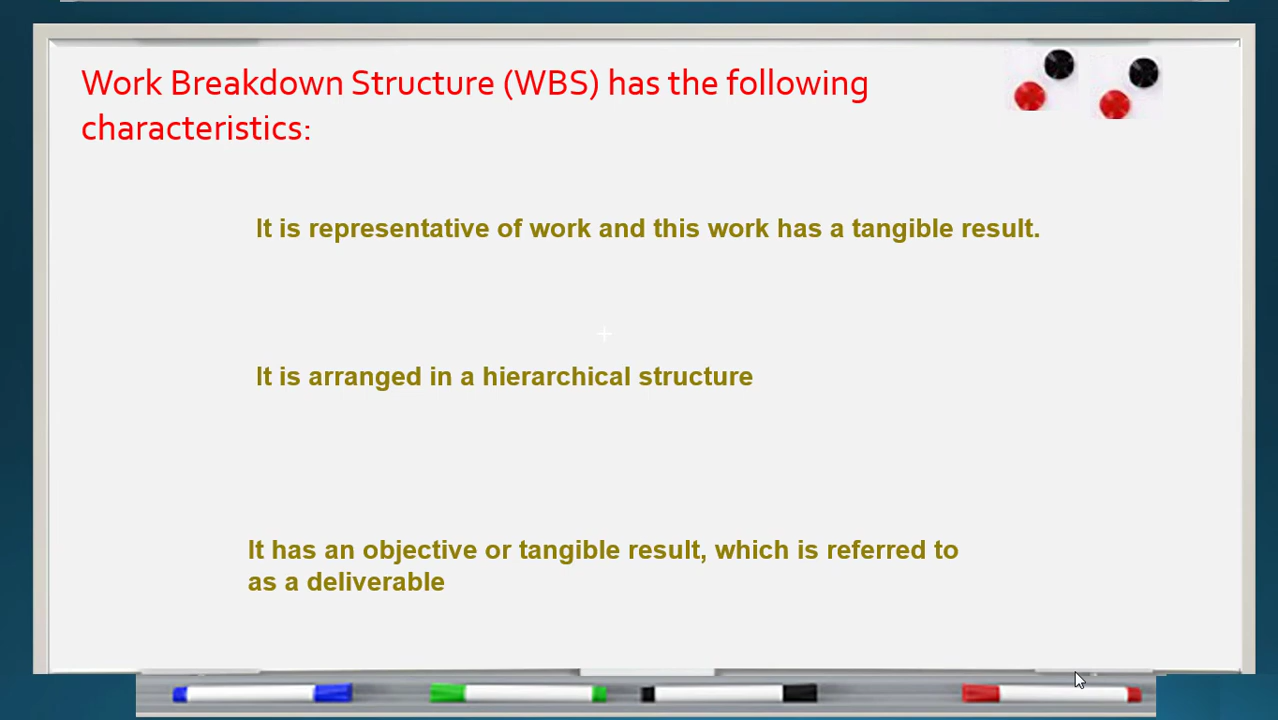 Work Breakdown Structure (WBS) has the following
characteristics:
It is representative of work and this work has a tangible result.
It is arranged in a hierarchical structure
It has an objective or tangible result, which is referred to
as a deliverable